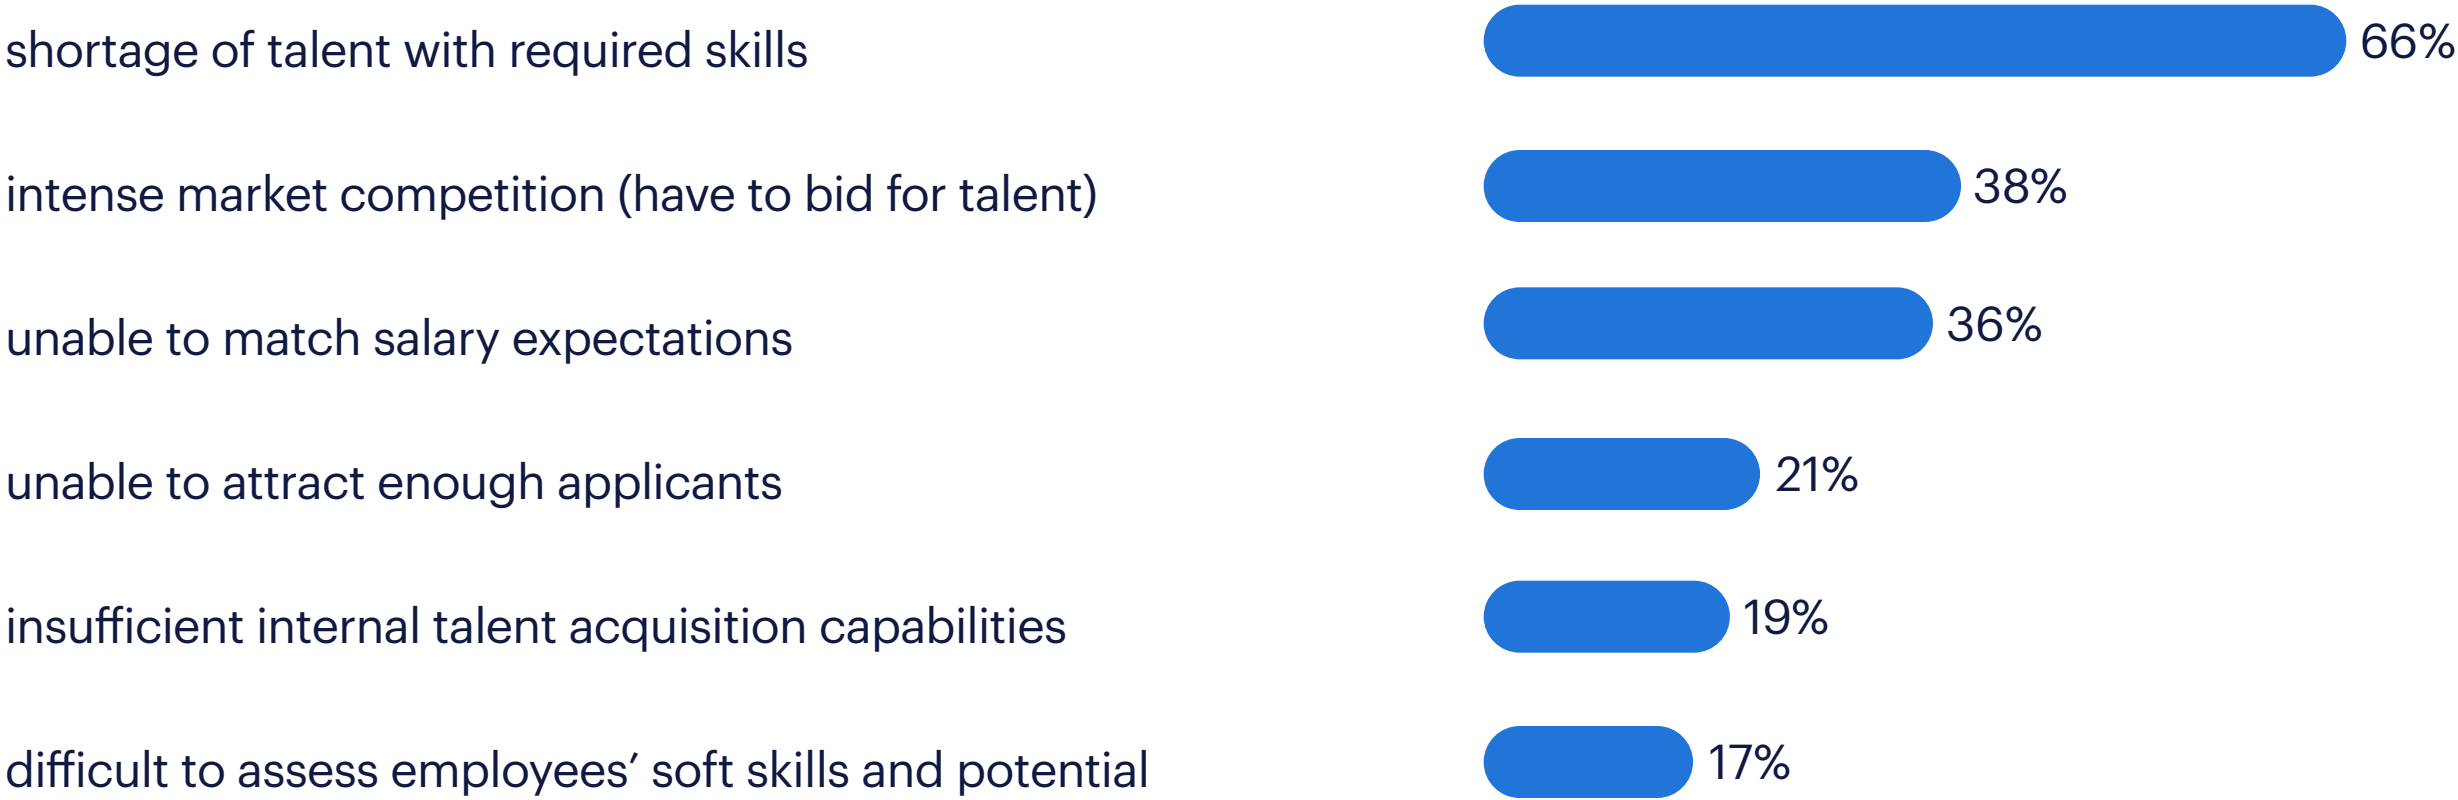 shortage of talent with required skills 66%
intense market competition (have to bid for talent) 38%
unable to match salary expectations 36%
unable to attract enough applicants 21%
insufficient internal talent acquisition capabilities 19%
difficult to assess employees’ soft skills and potential 17%